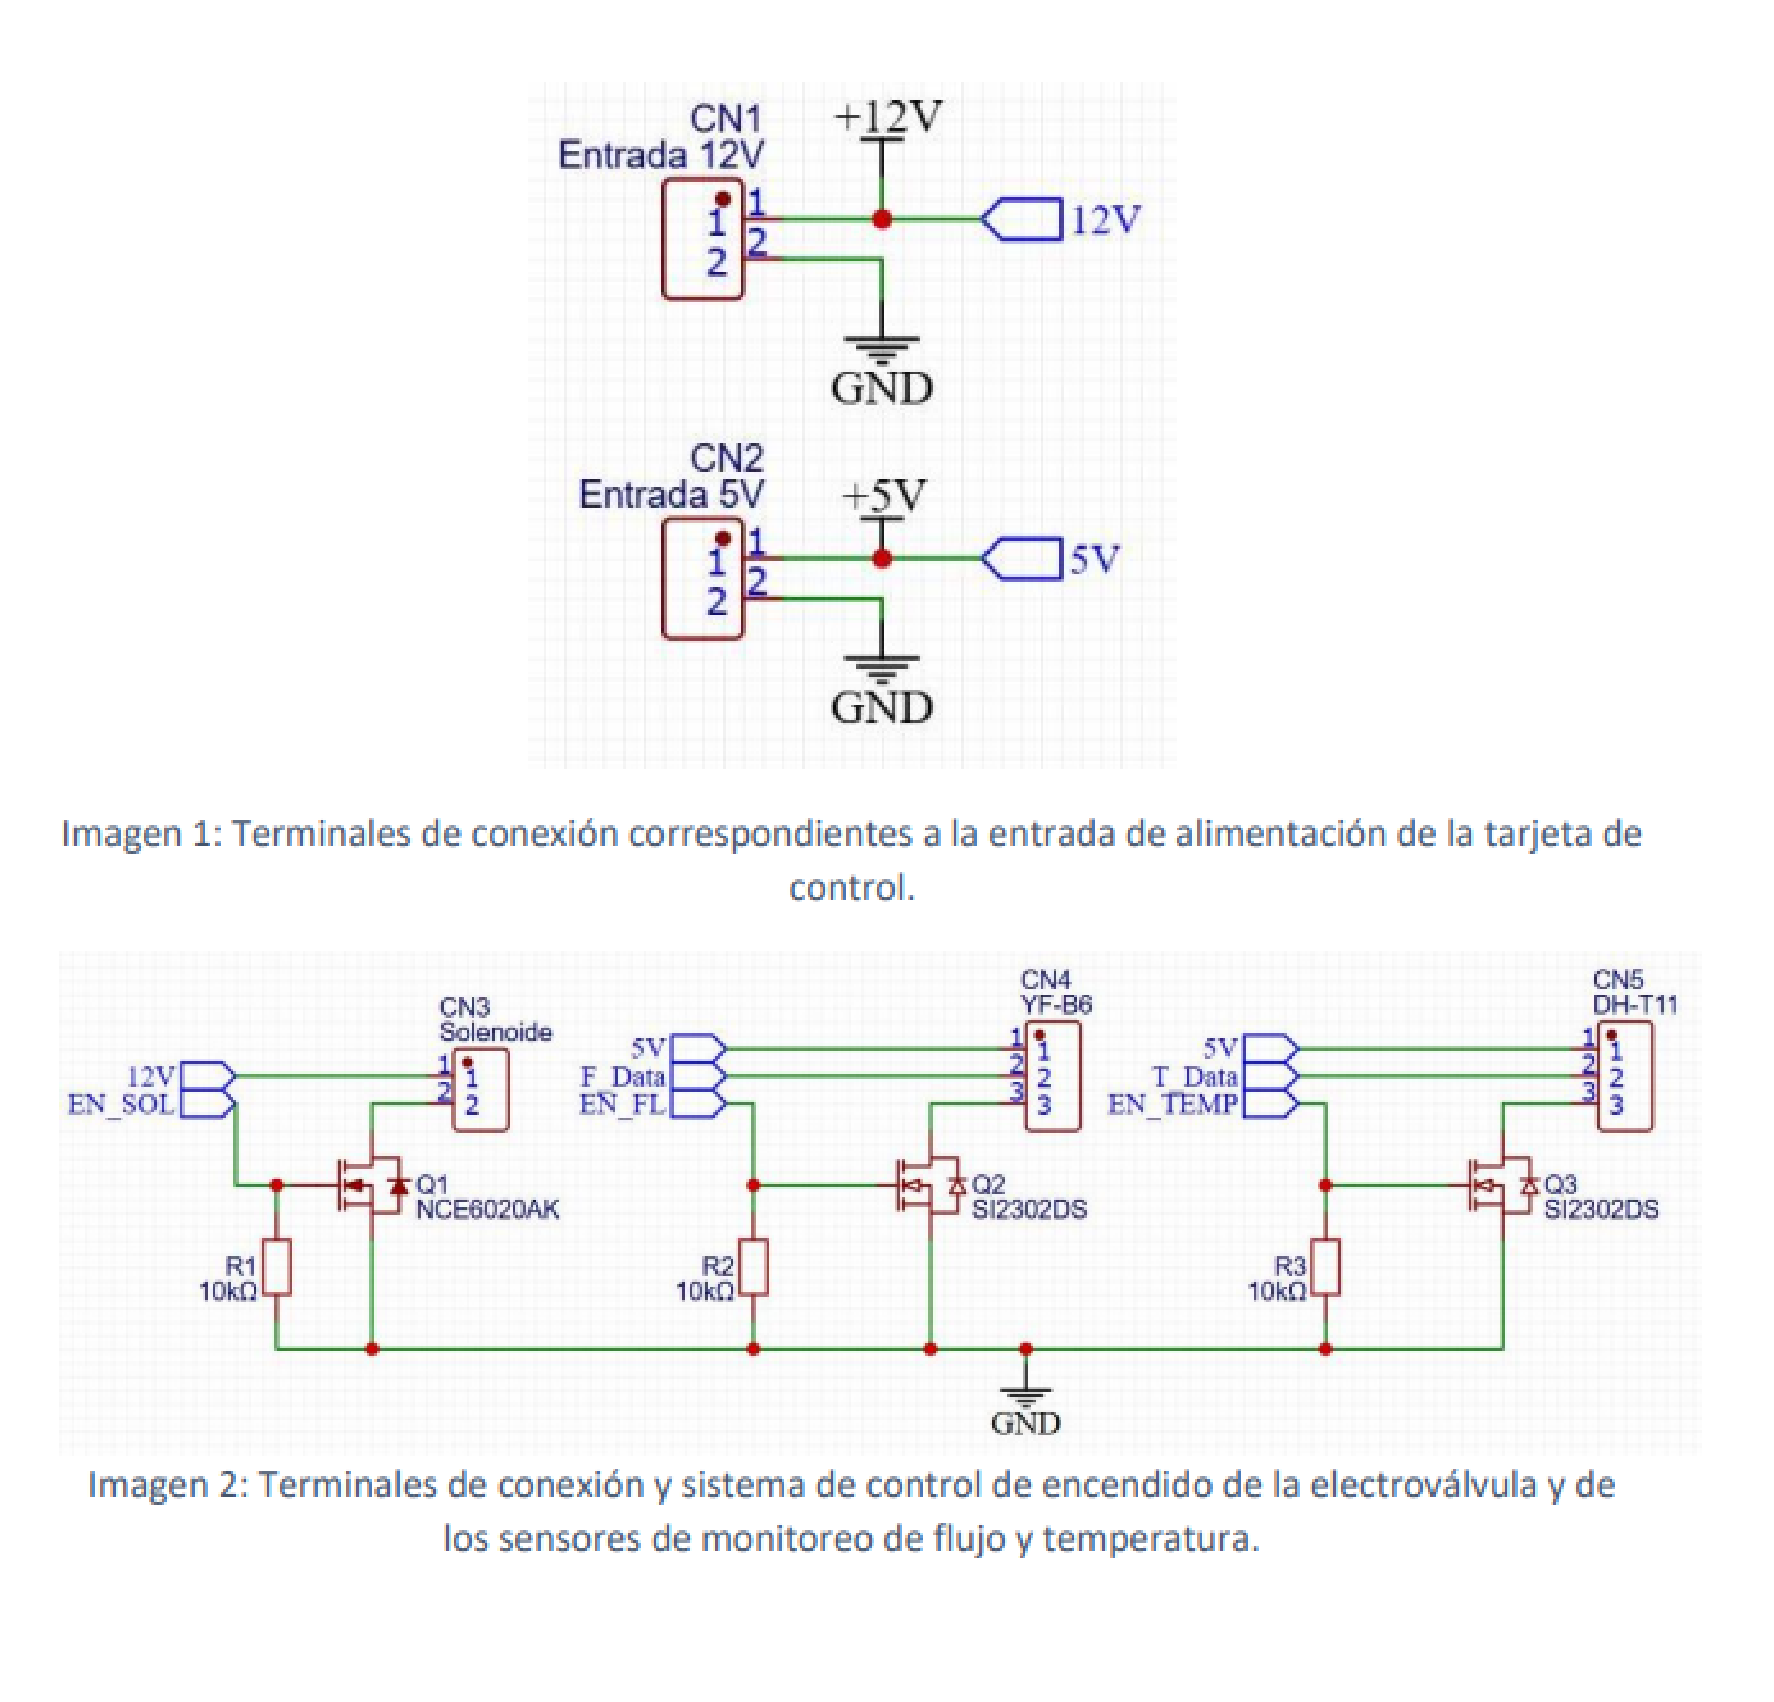 CN1
Entrada 12V
+12V
1
1
2
2
12V
GND
CN2
Entrada 5V
+5V
1
1
2
2
5V
GND
Imagen 1: Terminales de conexión correspondientes a la entrada de alimentación de la tarjeta de
control.
CN3
Solenoide
12V
EN_SOL
1
1
2
2
Q1
NCE6020AK
R1
10kΩ
CN4
YF-B6
5V
F_Data
EN_FL
1
1
2
2
3
3
Q2
SI2302DS
R2
10kΩ
CN5
DH-T11
5V
T_Data
EN_TEMP
1
1
2
2
3
3
Q3
SI2302DS
R3
10kΩ
GND
Imagen 2: Terminales de conexión y sistema de control de encendido de la electroválvula y de
los sensores de monitoreo de flujo y temperatura.